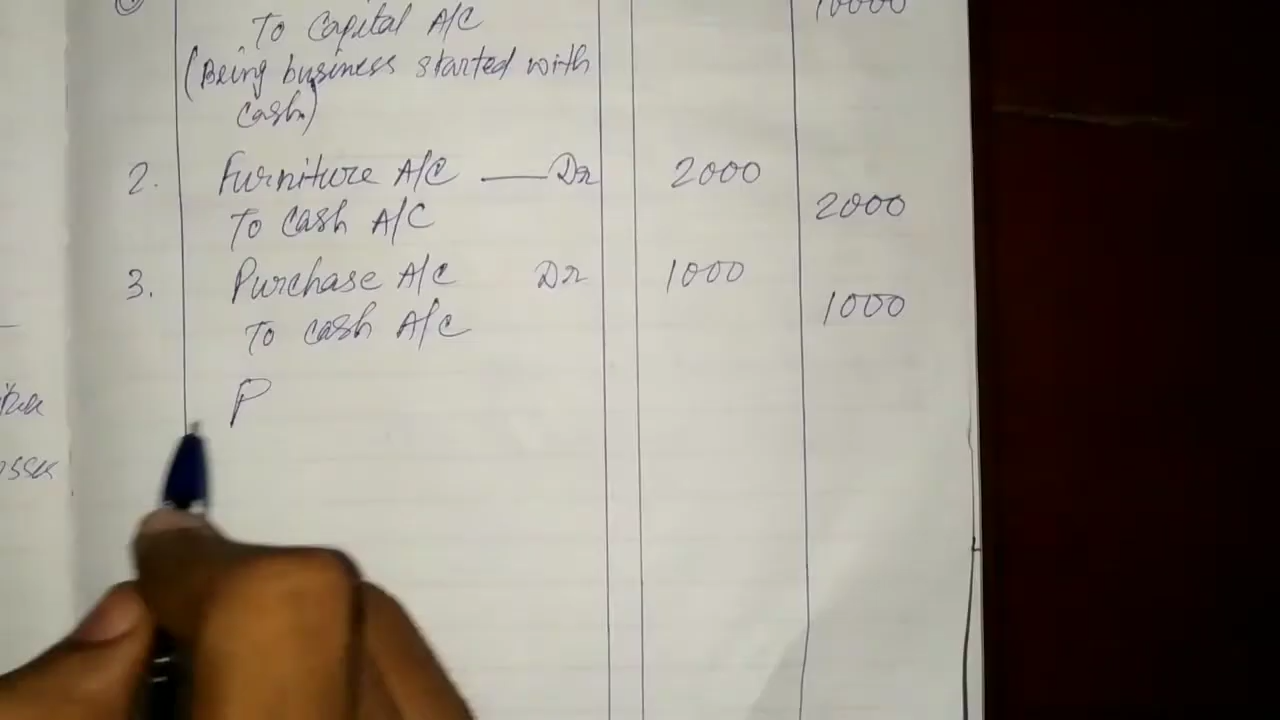 10000
To Capital A/C
(Being business started with
cash)
2. Furniture A/C —— Dr 2000
To cash A/C 2000
3. Purchase A/C Dr 1000
To cash A/C 1000
P